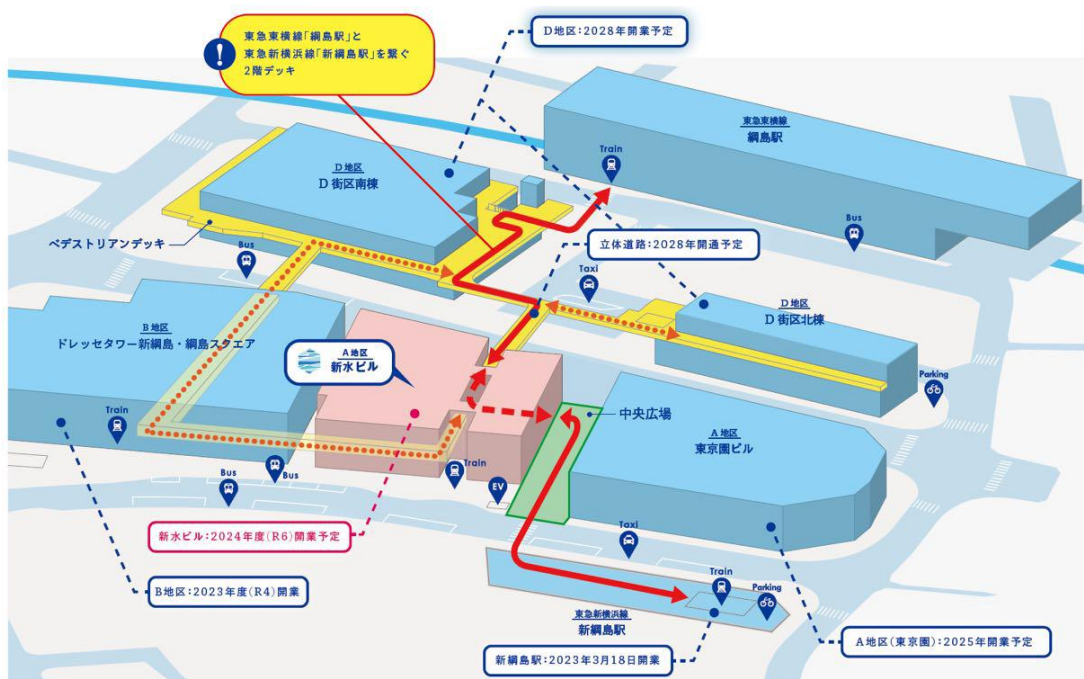 東急東横線「綱島駅」と
東急新横浜線「新綱島駅」を繋ぐ
2階デッキ
D地区:2028年開業予定
東急東横線
綱島駅
Train
D地区
D街区南棟
Bus
ペデストリアンデッキ
Bus
立体道路:2028年開通予定
Taxi
D地区
D街区北棟
B地区
ドレッセタワー新綱島・綱島スクエア
A地区
新水ビル
Parking
中央広場
A地区
東京園ビル
Train
Train
Bus
Bus
EV
Taxi
新水ビル:2024年度(R6)開業予定
Train
Parking
B地区:2023年度(R4)開業
東急新横浜線
新綱島駅
A地区(東京園):2025年開業予定
新綱島駅:2023年3月18日開業